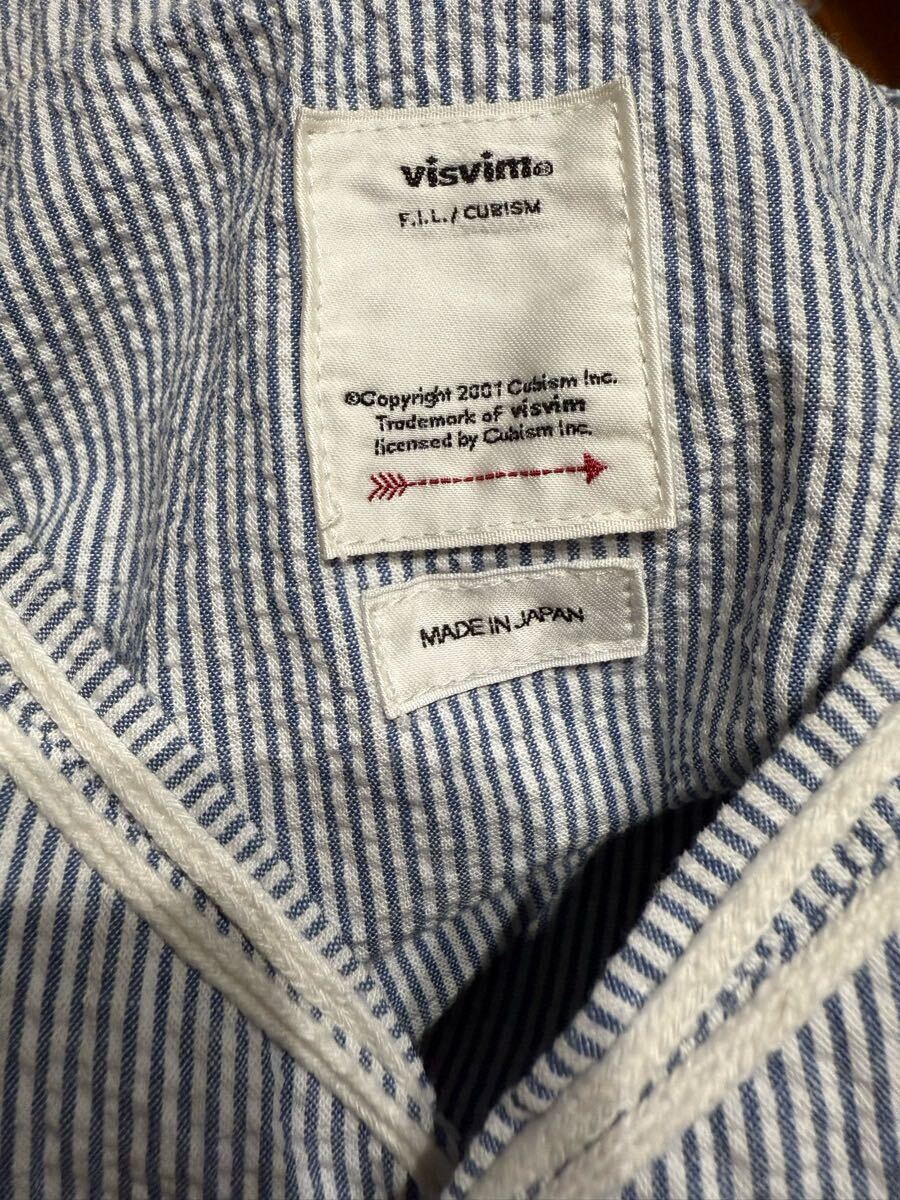 visvim®
F.I.L. / CUBISM
©Copyright 2001 Cubism Inc.
Trademark of visvim
licensed by Cubism Inc.
MADE IN JAPAN